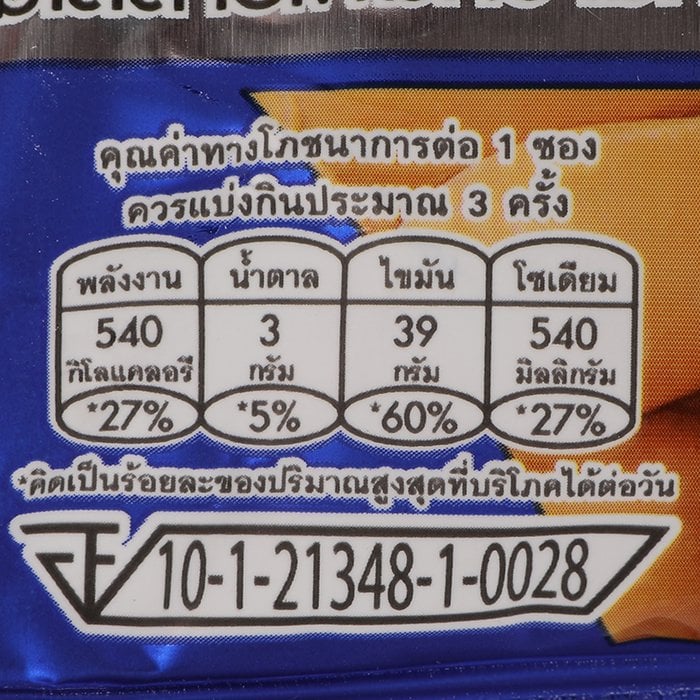 คุณค่าทางโภชนาการต่อ 1 ซอง
ควรแบ่งกินประมาณ 3 ครั้ง
พลังงาน น้ำตาล ไขมัน โซเดียม
540 3 39 540
กิโลแคลอรี กรัม กรัม มิลลิกรัม
*27% *5% *60% *27%
*คิดเป็นร้อยละของปริมาณสูงสุดที่บริโภคได้ต่อวัน
10-1-21348-1-0028